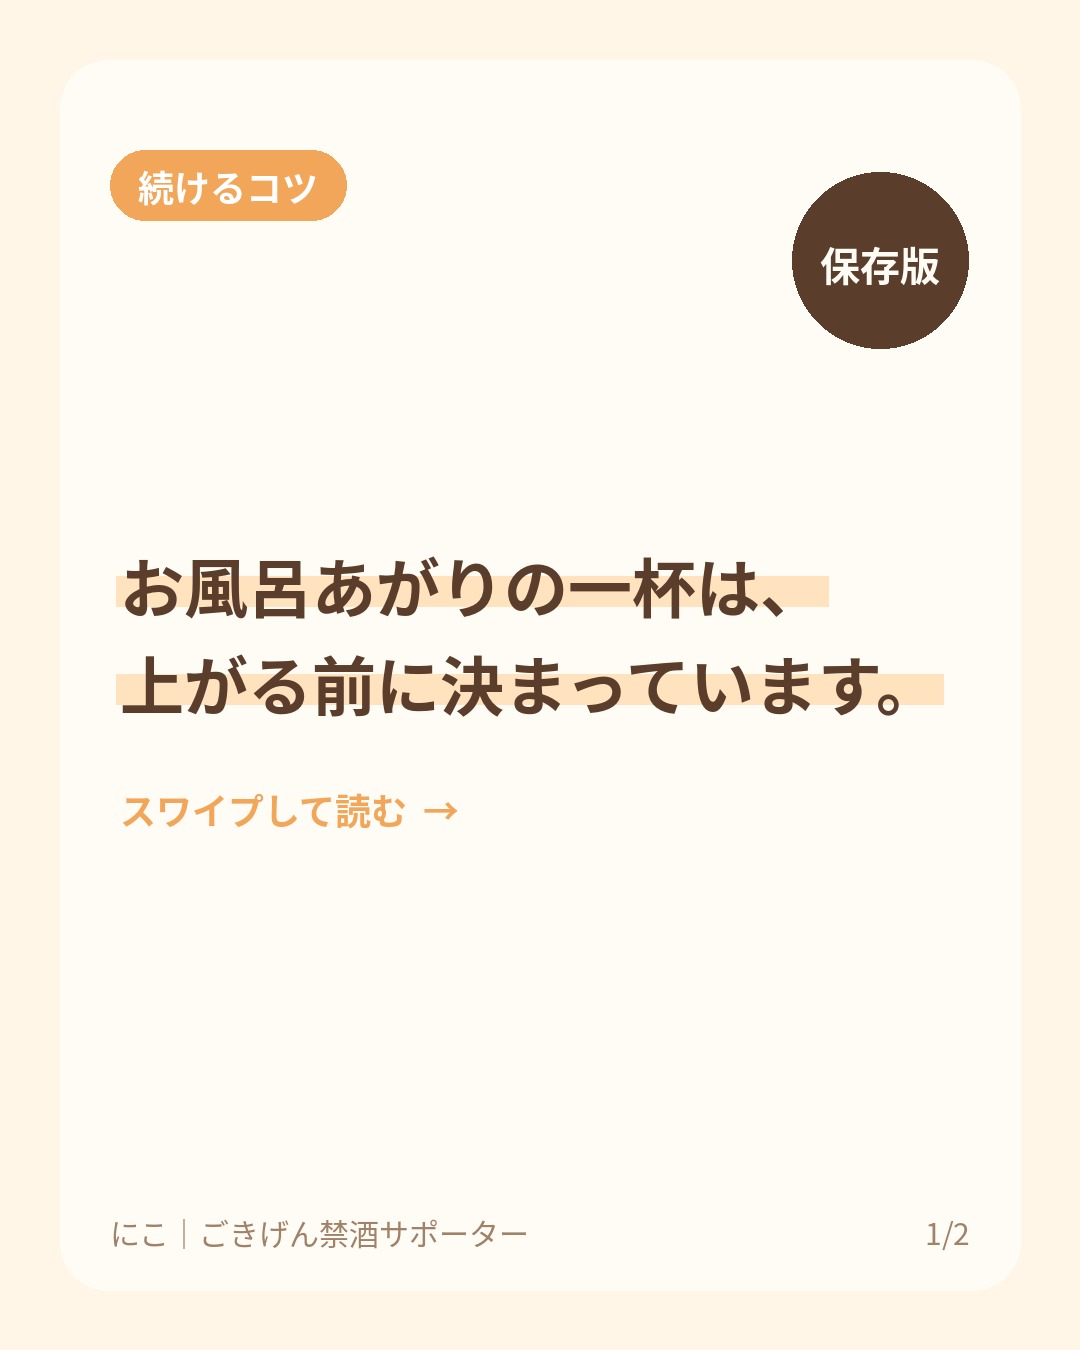 続けるコツ
保存版
お風呂あがりの一杯は、
上がる前に決まっています。
スワイプして読む →
にこ｜ごきげん禁酒サポーター
1/2